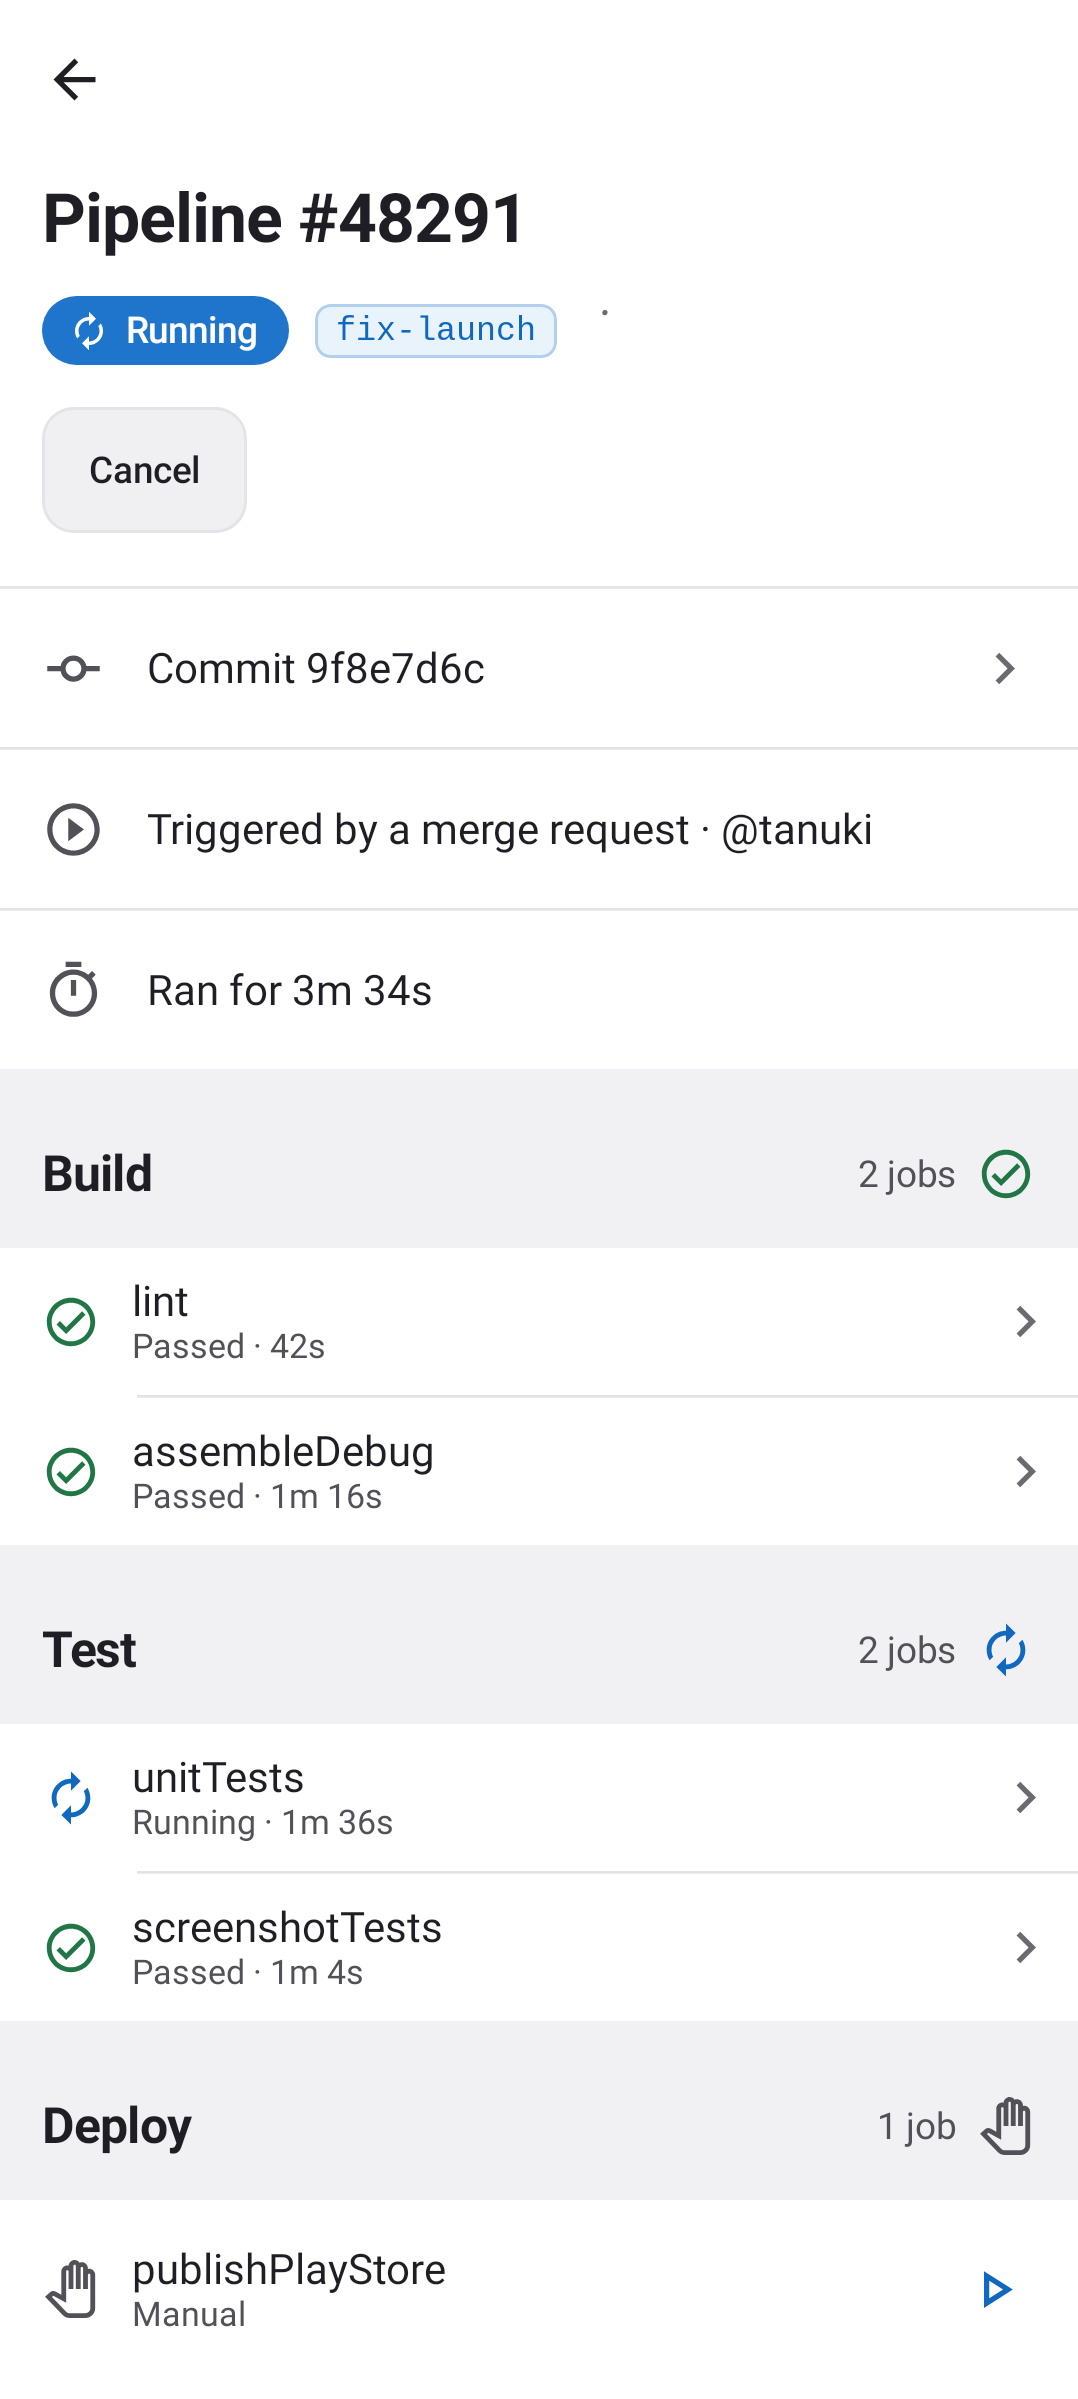 Pipeline #48291
Running fix-launch ·
Cancel
Commit 9f8e7d6c
Triggered by a merge request · @tanuki
Ran for 3m 34s
Build 2 jobs
lint
Passed · 42s
assembleDebug
Passed · 1m 16s
Test 2 jobs
unitTests
Running · 1m 36s
screenshotTests
Passed · 1m 4s
Deploy 1 job
publishPlayStore
Manual